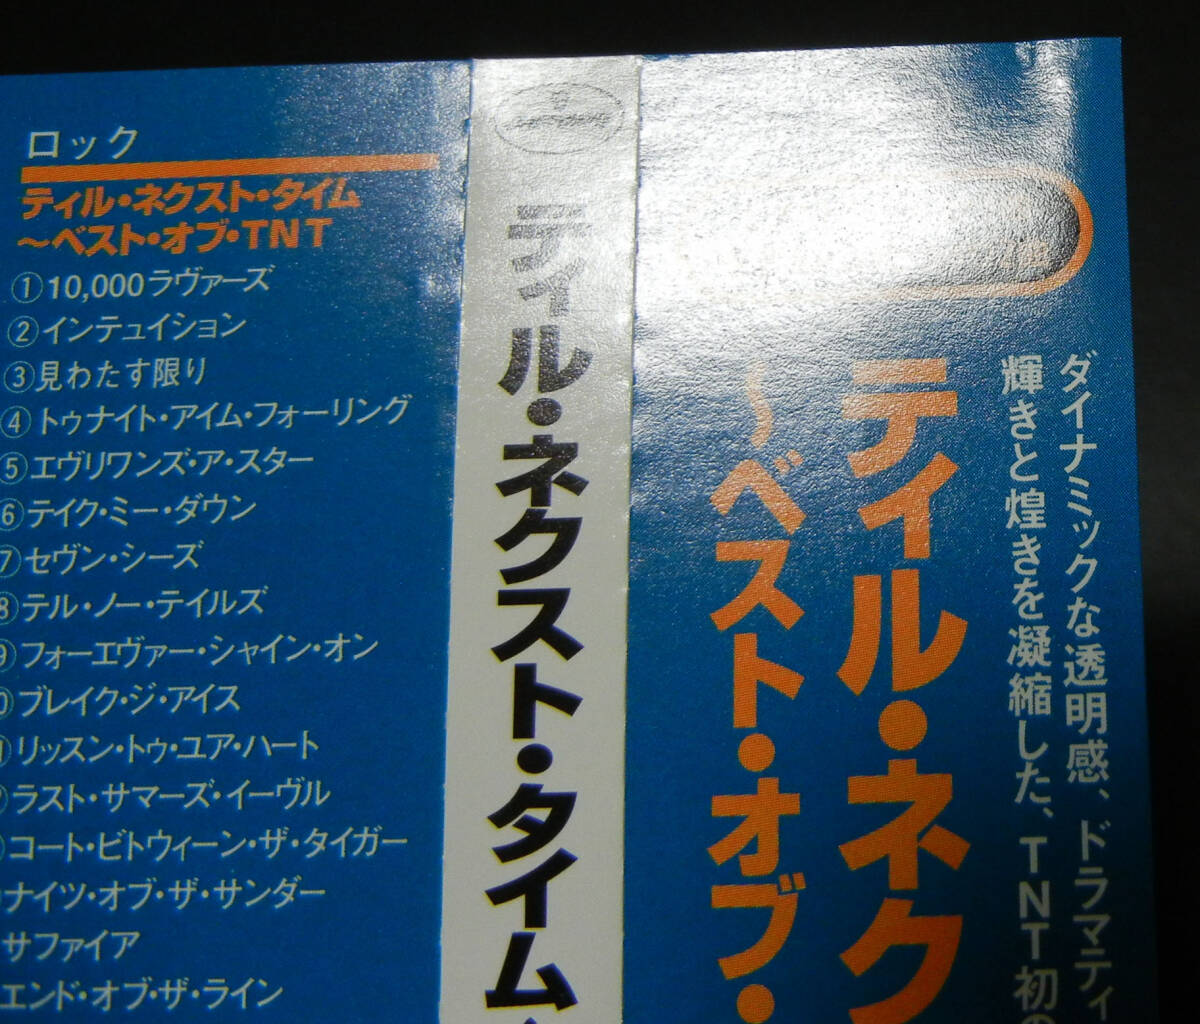 ロック
ティル・ネクスト・タイム
～ベスト・オブ・TNT
①10,000ラヴァーズ
②インテュイション
③見わたす限り
④トゥナイト・アイム・フォーリング
⑤エヴリワンズ・ア・スター
⑥テイク・ミー・ダウン
⑦セヴン・シーズ
⑧テル・ノー・テイルズ
⑨フォーエヴァー・シャイン・オン
ブレイク・ジ・アイス
リッスン・トゥ・ユア・ハート
ラスト・サマーズ・イーヴル
コート・ビトウィーン・ザ・タイガー
ナイツ・オブ・ザ・サンダー
サファイア
エンド・オブ・ザ・ライン
ティル・ネクスト・タイム
ダイナミックな透明感、ドラマティ
輝きと煌きを凝縮した、TNT初の
ティル・ネク
～ベスト・オブ・